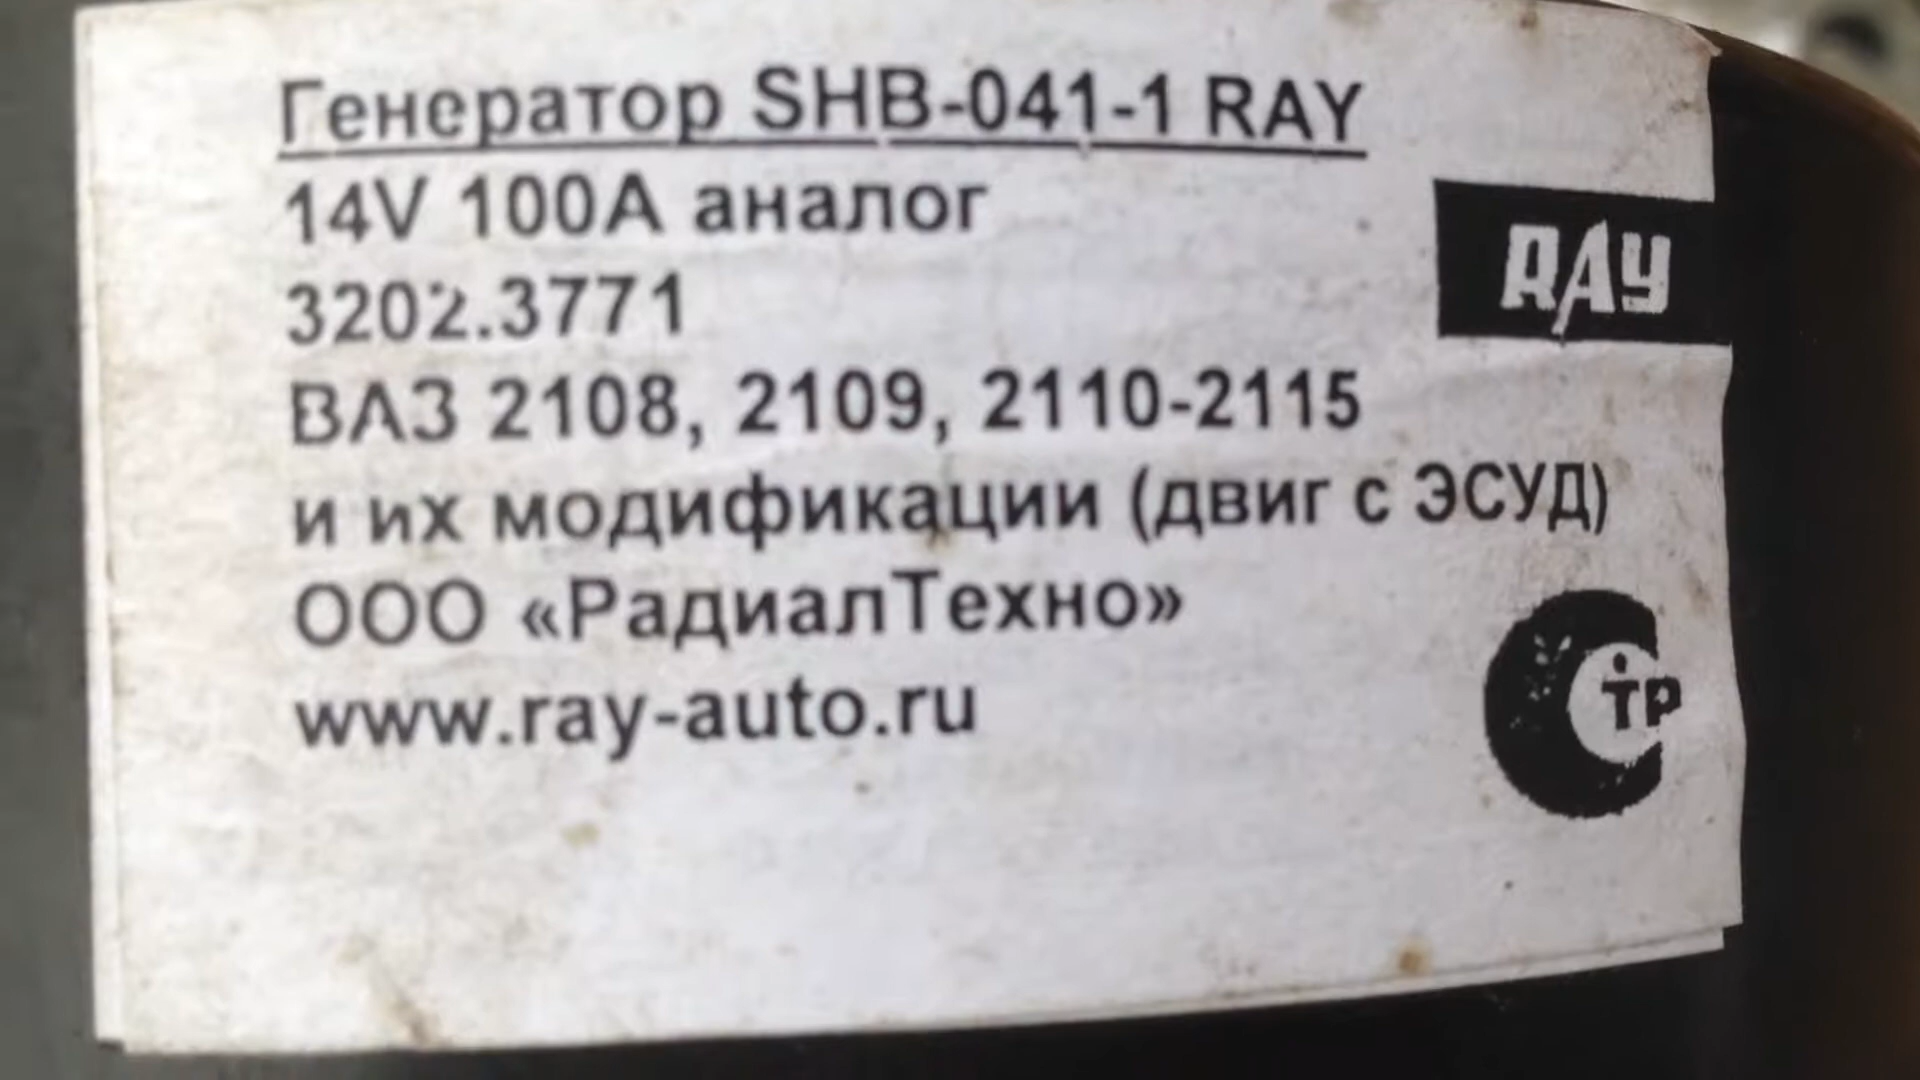 Генератор SHB-041-1 RAY
14V 100A аналог
3202.3771
RAY
ВАЗ 2108, 2109, 2110-2115
и их модификации (двиг с ЭСУД)
ООО «РадиалТехно»
www.ray-auto.ru
ТР